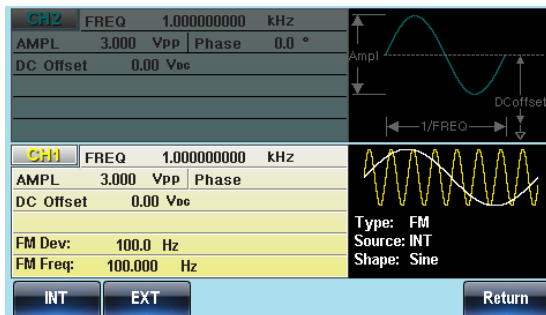 CH2 FREQ 1.000000000 kHz
AMPL 3.000 Vpp Phase 0.0 °
DC Offset 0.00 VDC
Ampl
DCoffset
1/FREQ
CH1 FREQ 1.000000000 kHz
AMPL 3.000 Vpp Phase
DC Offset 0.00 VDC
FM Dev: 100.0 Hz
FM Freq: 100.000 Hz
Type: FM
Source: INT
Shape: Sine
INT EXT Return